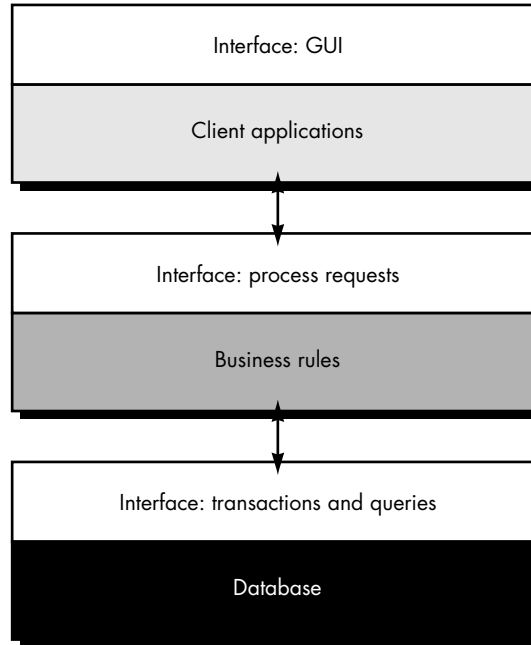 Interface: GUI
Client applications
Interface: process requests
Business rules
Interface: transactions and queries
Database